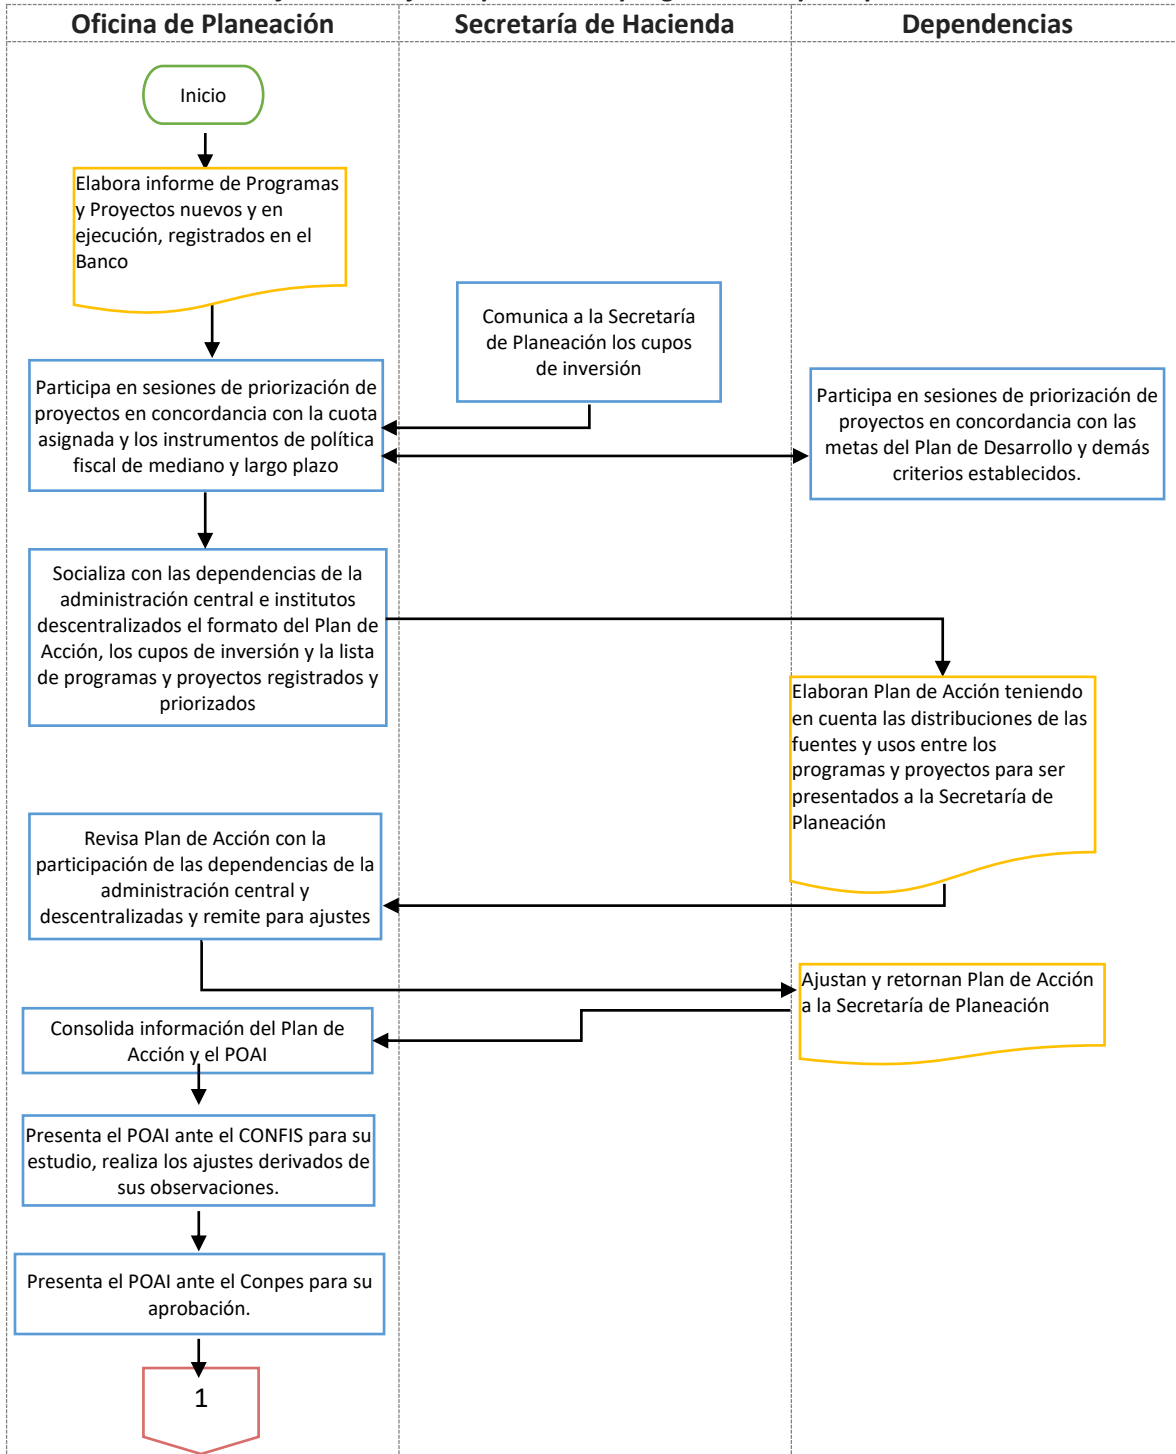 Oficina de Planeación
Secretaría de Hacienda
Dependencias
Inicio
Elabora informe de Programas
y Proyectos nuevos y en
ejecución, registrados en el
Banco
Comunica a la Secretaría
de Planeación los cupos
de inversión
Participa en sesiones de priorización de
proyectos en concordancia con la cuota
asignada y los instrumentos de política
fiscal de mediano y largo plazo
Participa en sesiones de priorización de
proyectos en concordancia con las
metas del Plan de Desarrollo y demás
criterios establecidos.
Socializa con las dependencias de la
administración central e institutos
descentralizados el formato del Plan de
Acción, los cupos de inversión y la lista
de programas y proyectos registrados y
priorizados
Elaboran Plan de Acción teniendo
en cuenta las distribuciones de las
fuentes y usos entre los
programas y proyectos para ser
presentados a la Secretaría de
Planeación
Revisa Plan de Acción con la
participación de las dependencias de la
administración central y
descentralizadas y remite para ajustes
Ajustan y retornan Plan de Acción
a la Secretaría de Planeación
Consolida información del Plan de
Acción y el POAI
Presenta el POAI ante el CONFIS para su
estudio, realiza los ajustes derivados de
sus observaciones.
Presenta el POAI ante el Conpes para su
aprobación.
1